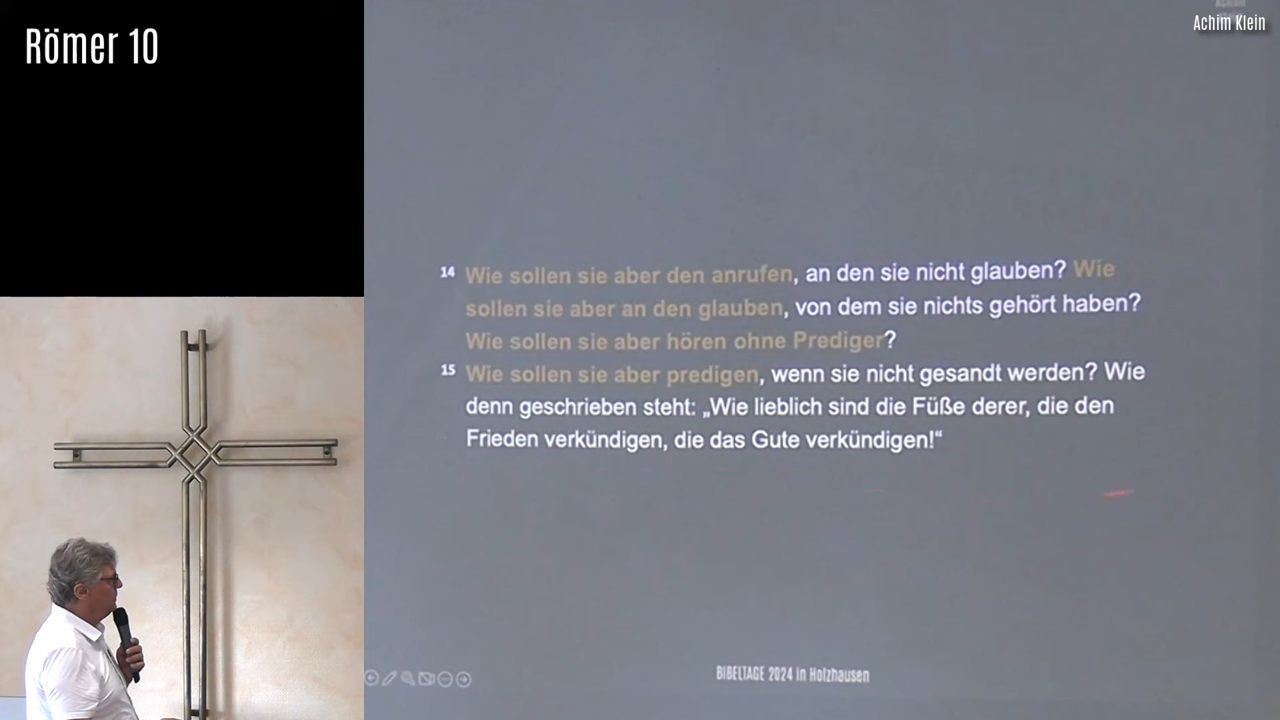 Römer 10
Achim Klein
14 Wie sollen sie aber den anrufen, an den sie nicht glauben? Wie
sollen sie aber an den glauben, von dem sie nichts gehört haben?
Wie sollen sie aber hören ohne Prediger?
15 Wie sollen sie aber predigen, wenn sie nicht gesandt werden? Wie
denn geschrieben steht: „Wie lieblich sind die Füße derer, die den
Frieden verkündigen, die das Gute verkündigen!“
BIBELTAGE 2024 in Holzhausen